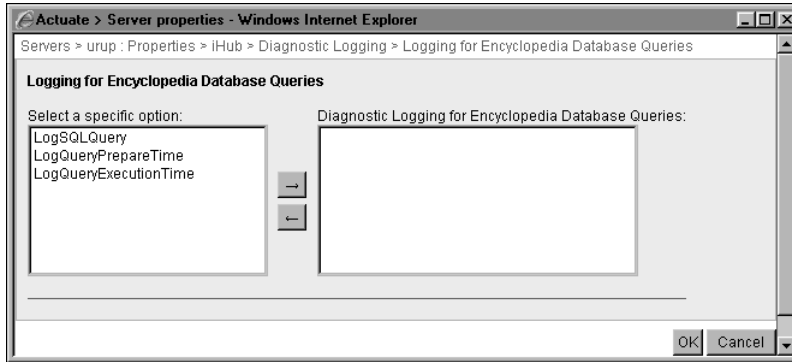 Actuate > Server properties - Windows Internet Explorer
Servers > urup : Properties > iHub > Diagnostic Logging > Logging for Encyclopedia Database Queries
Logging for Encyclopedia Database Queries
Select a specific option:
Diagnostic Logging for Encyclopedia Database Queries:
LogSQLQuery
LogQueryPrepareTime
LogQueryExecutionTime
→
←
OK Cancel